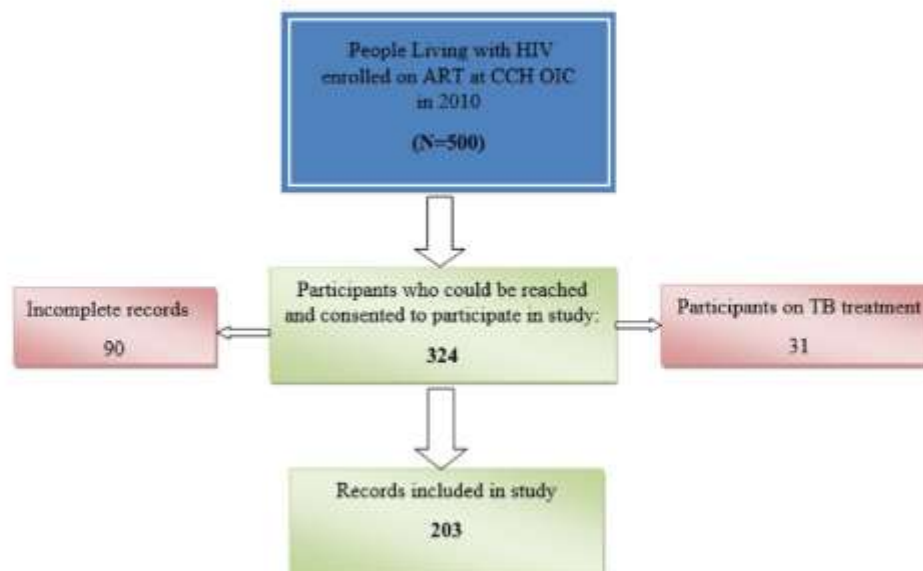 People Living with HIV
enrolled on ART at CCH OIC
in 2010
(N=500)
Participants who could be reached
and consented to participate in study:
324
Incomplete records
90
Participants on TB treatment
31
Records included in study
203